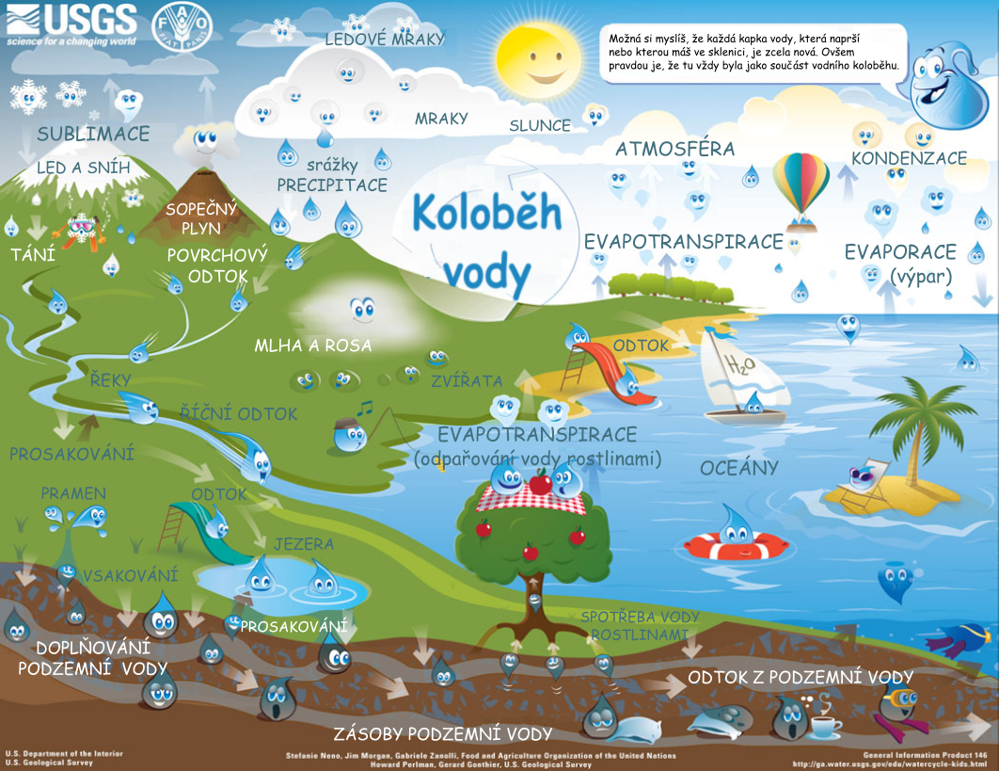 USGS
science for a changing world
FAO
FIAT PANIS
LEDOVÉ MRAKY
Možná si myslíš, že každá kapka vody, která naprší
nebo kterou máš ve sklenici, je zcela nová. Ovšem
pravdou je, že tu vždy byla jako součást vodního koloběhu.
MRAKY
SLUNCE
SUBLIMACE
ATMOSFÉRA
KONDENZACE
LED A SNÍH
srážky
PRECIPITACE
SOPEČNÝ
PLYN
Koloběh
vody
EVAPOTRANSPIRACE
EVAPORACE
(výpar)
TÁNÍ
POVRCHOVÝ
ODTOK
MLHA A ROSA
ODTOK
H2O
ŘEKY
ZVÍŘATA
ŘÍČNÍ ODTOK
EVAPOTRANSPIRACE
(odpařování vody rostlinami)
PROSAKOVÁNÍ
OCEÁNY
PRAMEN
ODTOK
JEZERA
VSAKOVÁNÍ
PROSAKOVÁNÍ
SPOTŘEBA VODY
ROSTLINAMI
DOPLŇOVÁNÍ
PODZEMNÍ VODY
ODTOK Z PODZEMNÍ VODY
ZÁSOBY PODZEMNÍ VODY
U.S. Department of the Interior
U.S. Geological Survey
Stefanie Neno, Jim Morgan, Gabriele Zanolli, Food and Agriculture Organization of the United Nations
Howard Perlman, Gerard Gonthier, U.S. Geological Survey
General Information Product 146
http://ga.water.usgs.gov/edu/watercycle-kids.html